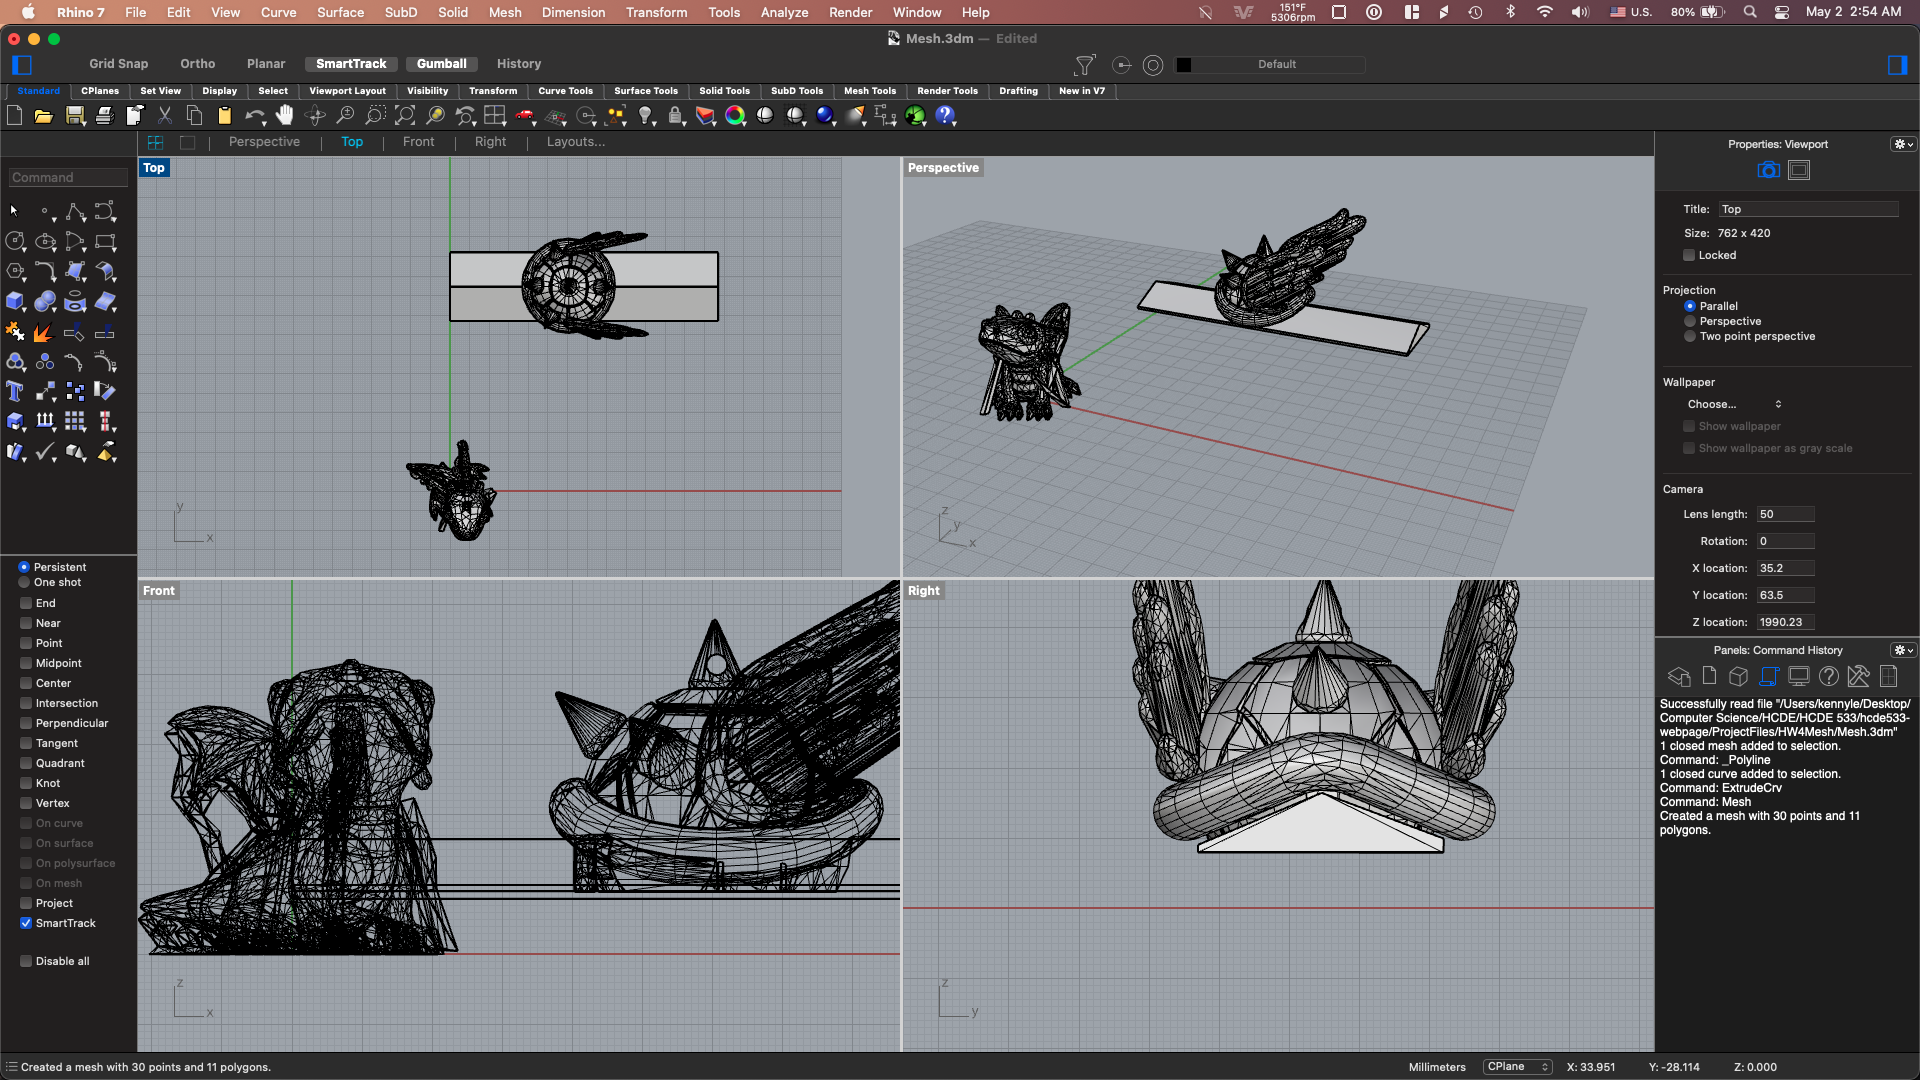 Rhino 7 File Edit View Curve Surface SubD Solid Mesh Dimension Transform Tools Analyze Render Window Help 151°F 5306rpm U.S. 80% May 2 2:54 AM
Mesh.3dm — Edited
Grid Snap Ortho Planar SmartTrack Gumball History Default
Standard CPlanes Set View Display Select Viewport Layout Visibility Transform Curve Tools Surface Tools Solid Tools SubD Tools Mesh Tools Render Tools Drafting New in V7
Perspective Top Front Right Layouts...
Command
Top
Perspective
Front
Right
y
x
z
y
x
z
x
z
y
Persistent
One shot
End
Near
Point
Midpoint
Center
Intersection
Perpendicular
Tangent
Quadrant
Knot
Vertex
On curve
On surface
On polysurface
On mesh
Project
SmartTrack
Disable all
Properties: Viewport
Title: Top
Size: 762 x 420
Locked
Projection
Parallel
Perspective
Two point perspective
Wallpaper
Choose...
Show wallpaper
Show wallpaper as gray scale
Camera
Lens length: 50
Rotation: 0
X location: 35.2
Y location: 63.5
Z location: 1990.23
Panels: Command History
Successfully read file "/Users/kennyle/Desktop/
Computer Science/HCDE/HCDE 533/hcde533-
webpage/ProjectFiles/HW4Mesh/Mesh.3dm"
1 closed mesh added to selection.
Command: _Polyline
1 closed curve added to selection.
Command: ExtrudeCrv
Command: Mesh
Created a mesh with 30 points and 11
polygons.
Created a mesh with 30 points and 11 polygons.
Millimeters CPlane X: 33.951 Y: -28.114 Z: 0.000